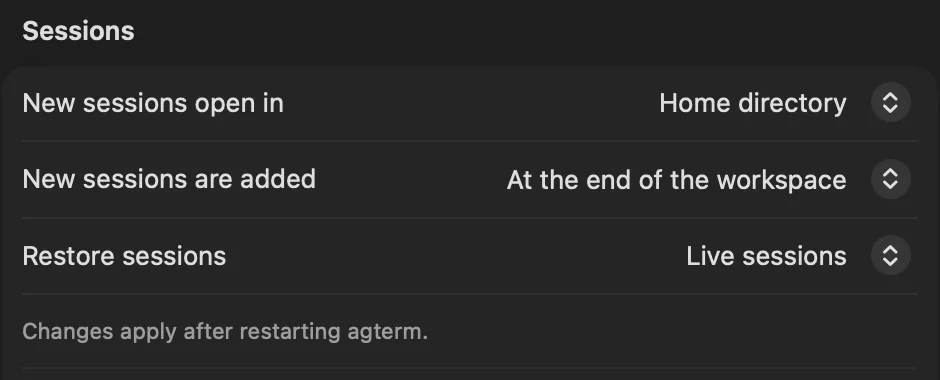 Sessions
New sessions open in Home directory
New sessions are added At the end of the workspace
Restore sessions Live sessions
Changes apply after restarting agterm.